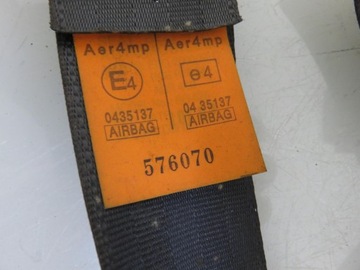 Aer4mp Aer4mp
E4 e4
0435137 04 35137
AIRBAG AIRBAG
576070